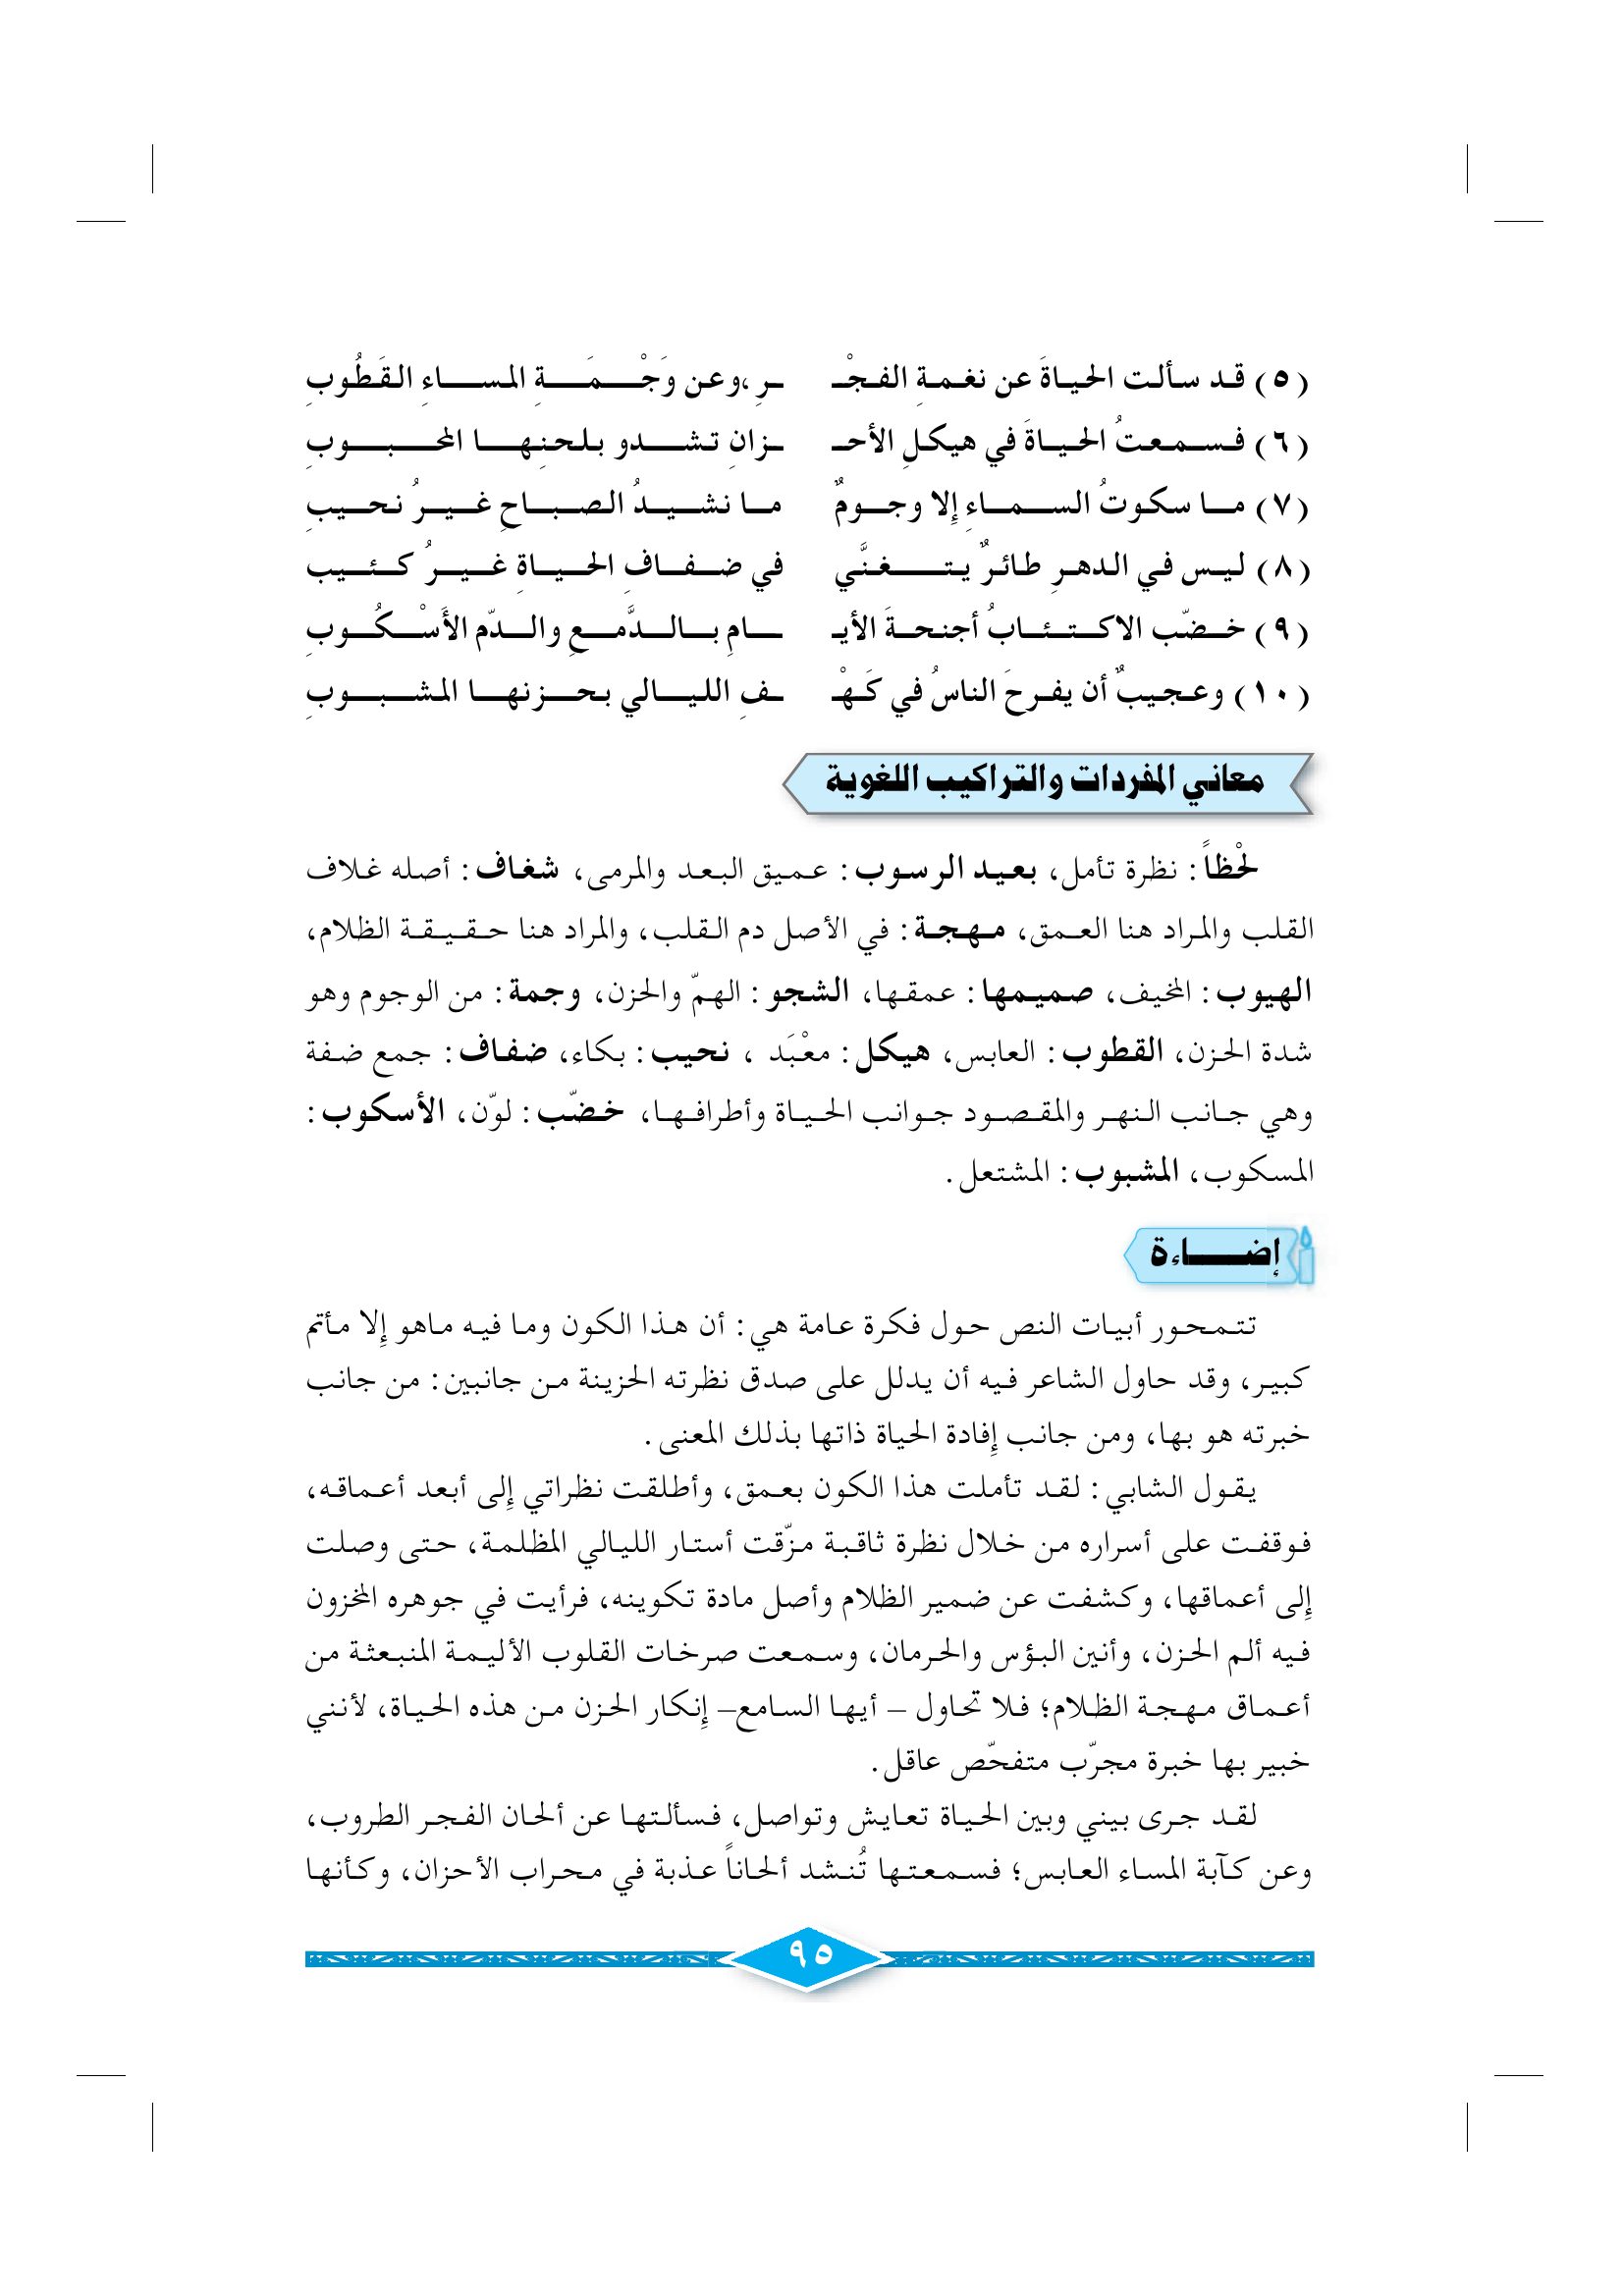 (٥) قد سألت الحياةَ عن نغمةِ الفجْـ ـرِ،وعن وَجْـمَـةِ المساءِ القَطُوبِ
(٦) فسمعتُ الحياةَ في هيكلِ الأحـ ـزانِ تشدو بلحنِها المحبوبِ
(٧) ما سكوتُ السماءِ إِلا وجومٌ ما نشيدُ الصباحِ غيرُ نحيبِ
(٨) ليس في الدهرِ طائرٌ يتغنَّي في ضفافِ الحياةِ غيرُ كئيب
(٩) خضّب الاكتئابُ أجنحةَ الأيـ ـامِ بالدَّمعِ والدّم الأَسْكُوبِ
(١٠) وعجيبٌ أن يفرحَ الناسُ في كَهْـ ـفِ الليالي بحزنها المشبوبِ
معاني المفردات والتراكيب اللغوية
لحْظاً: نظرة تأمل، بعيد الرسوب: عميق البعد والمرمى، شغاف: أصله غلاف
القلب والمراد هنا العمق، مهجة: في الأصل دم القلب، والمراد هنا حقيقة الظلام،
الهيوب: المخيف، صميمها: عمقها، الشجو: الهمّ والحزن، وجمة: من الوجوم وهو
شدة الحزن، القطوب: العابس، هيكل: معْبَد ، نحيب: بكاء، ضفاف: جمع ضفة
وهي جانب النهر والمقصود جوانب الحياة وأطرافها، خضّب: لوّن، الأسكوب:
المسكوب، المشبوب: المشتعل.
إضاءة
تتمحور أبيات النص حول فكرة عامة هي: أن هذا الكون وما فيه ماهو إِلا مأتم
كبير، وقد حاول الشاعر فيه أن يدلل على صدق نظرته الحزينة من جانبين: من جانب
خبرته هو بها، ومن جانب إِفادة الحياة ذاتها بذلك المعنى.
يقول الشابي: لقد تأملت هذا الكون بعمق، وأطلقت نظراتي إِلى أبعد أعماقه،
فوقفت على أسراره من خلال نظرة ثاقبة مزّقت أستار الليالي المظلمة، حتى وصلت
إِلى أعماقها، وكشفت عن ضمير الظلام وأصل مادة تكوينه، فرأيت في جوهره المخزون
فيه ألم الحزن، وأنين البؤس والحرمان، وسمعت صرخات القلوب الأليمة المنبعثة من
أعماق مهجة الظلام؛ فلا تحاول – أيها السامع– إِنكار الحزن من هذه الحياة، لأنني
خبير بها خبرة مجرّب متفحّص عاقل.
لقد جرى بيني وبين الحياة تعايش وتواصل، فسألتها عن ألحان الفجر الطروب،
وعن كآبة المساء العابس؛ فسمعتها تُنشد ألحاناً عذبة في محراب الأحزان، وكأنها
٩٥